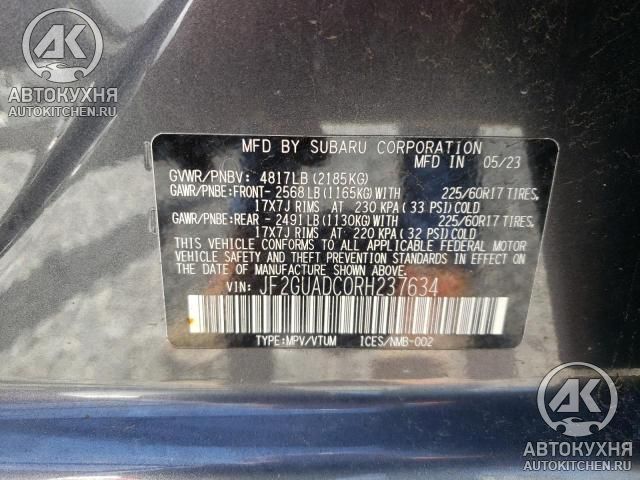 АК
АВТОКУХНЯ
AUTOKITCHEN.RU
MFD BY SUBARU CORPORATION
MFD IN 05/23
GVWR/PNBV: 4817LB (2185KG)
GAWR/PNBE:FRONT- 2568LB (1165KG)WITH 225/60R17 TIRES,
17X7J RIMS AT 230 KPA ( 33 PSI) COLD
GAWR/PNBE:REAR - 2491LB (1130KG)WITH 225/60R17 TIRES,
17X7J RIMS AT 220 KPA ( 32 PSI) COLD
THIS VEHICLE CONFORMS TO ALL APPLICABLE FEDERAL MOTOR
VEHICLE SAFETY AND THEFT PREVENTION STANDARDS
IN EFFECT ON THE DATE OF MANUFACTURE SHOWN ABOVE.
VIN: JF2GUADC0RH237634
TYPE:MPV/VTUM ICES/NMB-002
АК
АВТОКУХНЯ
AUTOKITCHEN.RU